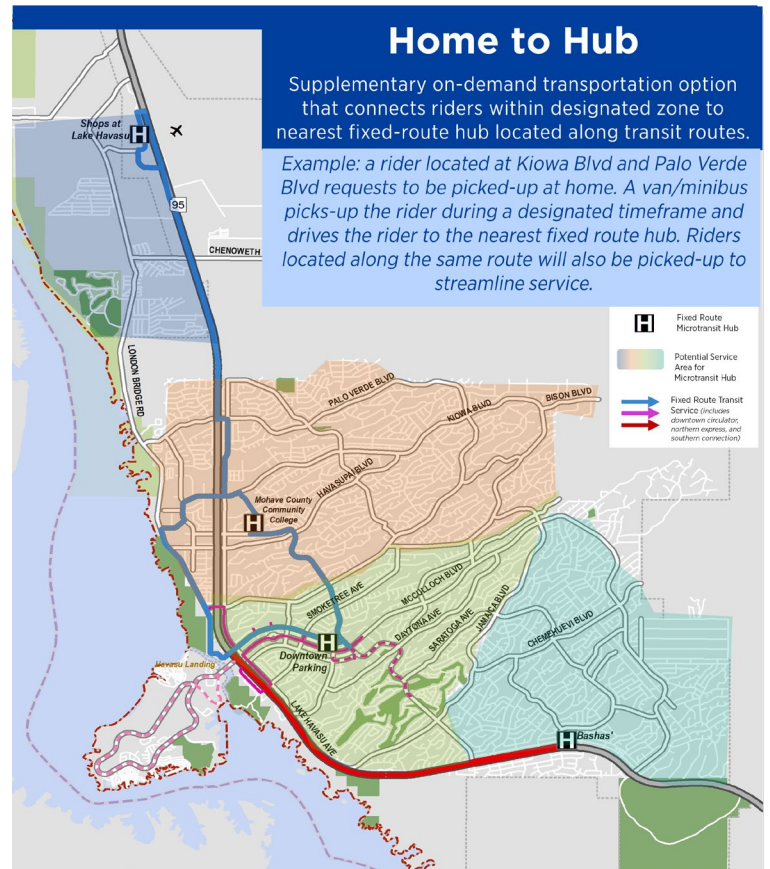 Home to Hub
Supplementary on-demand transportation option
that connects riders within designated zone to
nearest fixed-route hub located along transit routes.
Example: a rider located at Kiowa Blvd and Palo Verde
Blvd requests to be picked-up at home. A van/minibus
picks-up the rider during a designated timeframe and
drives the rider to the nearest fixed route hub. Riders
located along the same route will also be picked-up to
streamline service.
Shops at
Lake Havasu
H
95
CHENOWETH
H
Fixed Route
Microtransit Hub
Potential Service
Area for
Microtransit Hub
Fixed Route Transit
Service (includes
downtown circulator,
northern express, and
southern connection)
LONDON BRIDGE RD
PALO VERDE BLVD
KIOWA BLVD
BISON BLVD
HAVASUPAI BLVD
Mohave County
Community
College
H
SMOKETREE AVE
MCCULLOCH BLVD
DAYTONA AVE
SARATOGA AVE
JAMAICA BLVD
CHEMEHUEVI BLVD
H
Downtown
Parking
Havasu Landing
LAKE HAVASU AVE
H
Bashas'